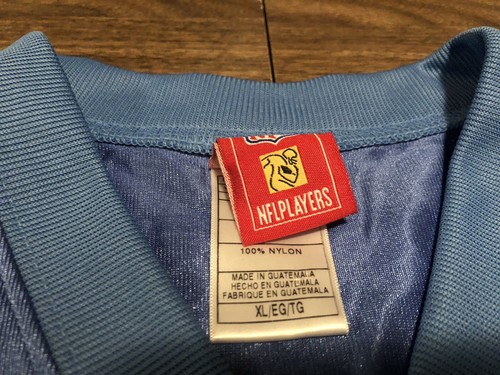 NFLPLAYERS
100% NYLON
MADE IN GUATEMALA
HECHO EN GUATEMALA
FABRIQUE EN GUATEMALA
XL/EG/TG